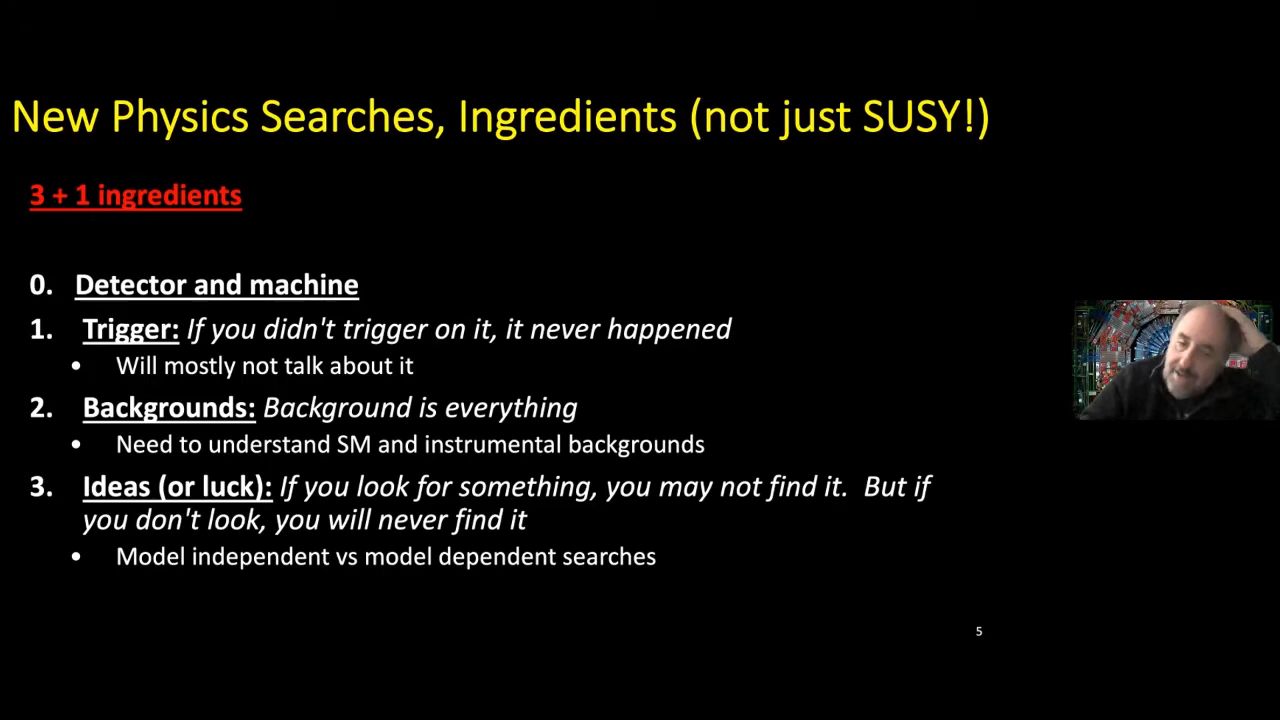 New Physics Searches, Ingredients (not just SUSY!)
3 + 1 ingredients
0. Detector and machine
1. Trigger: If you didn't trigger on it, it never happened
• Will mostly not talk about it
2. Backgrounds: Background is everything
• Need to understand SM and instrumental backgrounds
3. Ideas (or luck): If you look for something, you may not find it. But if
you don't look, you will never find it
• Model independent vs model dependent searches
5